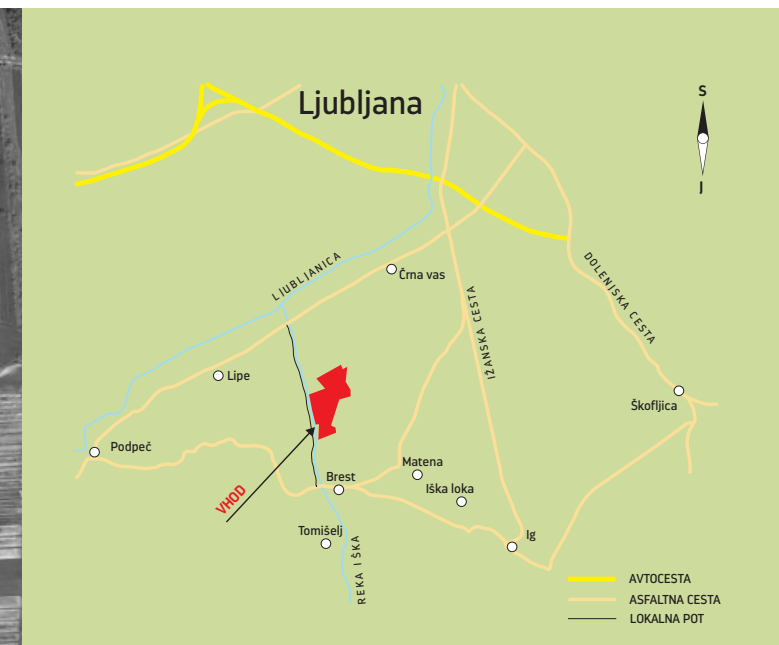 Ljubljana
S
J
LJUBLJANICA
Črna vas
DOLENJSKA CESTA
IŽANSKA CESTA
Lipe
Škofljica
Podpeč
Matena
Brest
Iška loka
VHOD
Tomišelj
Ig
REKA IŠKA
AVTOCESTA
ASFALTNA CESTA
LOKALNA POT